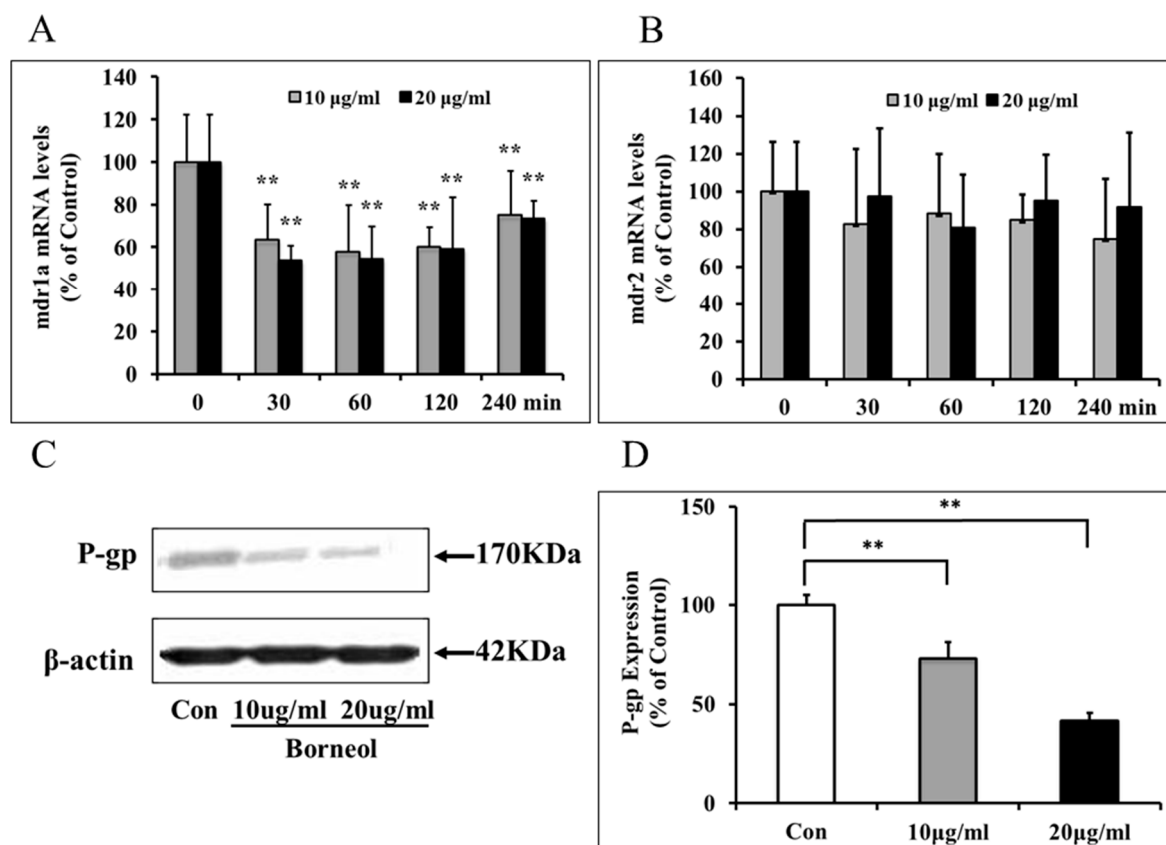 A
mdr1a mRNA levels
(% of Control)
140
120
100
80
60
40
20
0
10 µg/ml 20 µg/ml
** ** ** ** ** ** ** **
0 30 60 120 240 min
B
mdr2 mRNA levels
(% of Control)
160
140
120
100
80
60
40
20
0
10 µg/ml 20 µg/ml
0 30 60 120 240 min
C
P-gp 170KDa
β-actin 42KDa
Con 10ug/ml 20ug/ml
Borneol
D
P-gp Expression
(% of Control)
150
100
50
0
**
**
Con 10µg/ml 20µg/ml